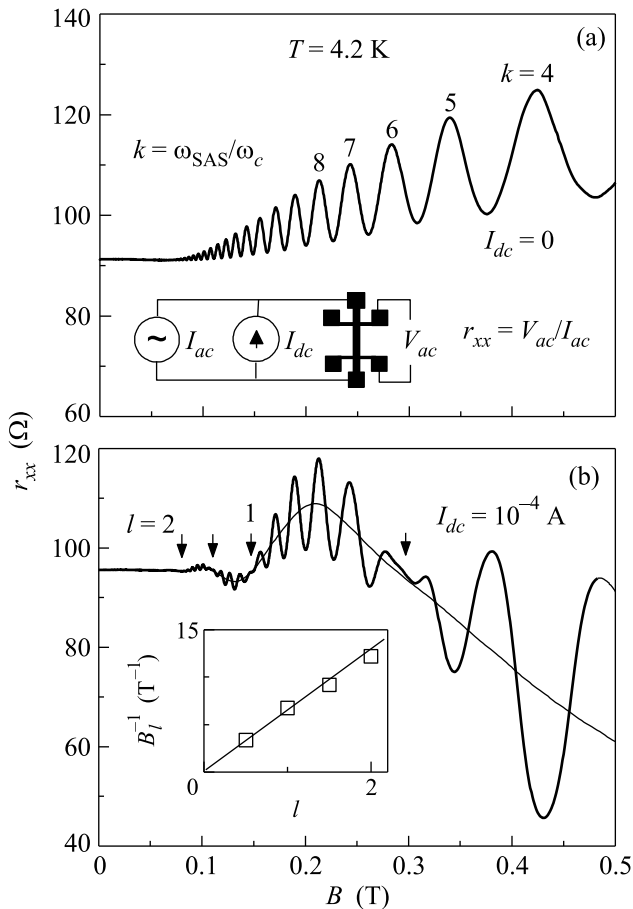 140
(a)
T = 4.2 K
k = 4
120
5
6
7
8
k = ωSAS/ωc
100
Idc = 0
80
~ Iac Idc Vac rxx = Vac/Iac
60
rxx (Ω)
120
(b)
l = 2 1 Idc = 10⁻⁴ A
100
15
80
Bl⁻¹ (T⁻¹)
60
0 2
l
40
0 0.1 0.2 0.3 0.4 0.5
B (T)